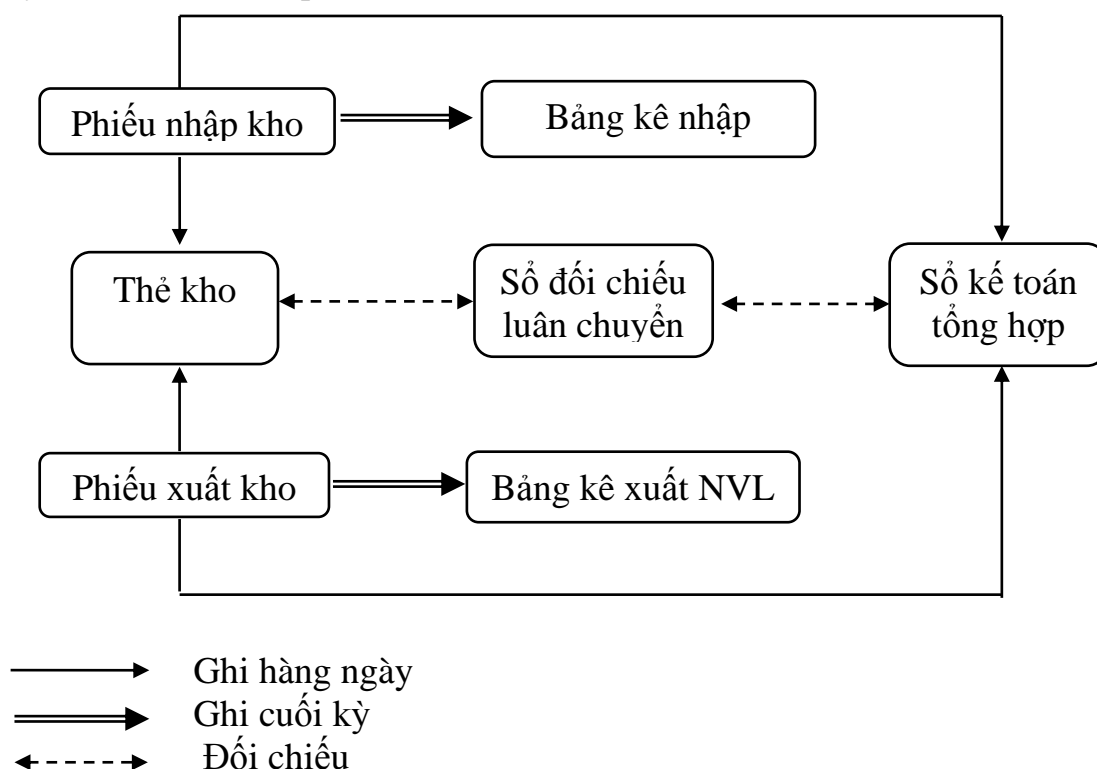 Phiếu nhập kho
Bảng kê nhập
Thẻ kho
Sổ đối chiếu
luân chuyển
Sổ kế toán
tổng hợp
Phiếu xuất kho
Bảng kê xuất NVL
Ghi hàng ngày
Ghi cuối kỳ
Đối chiếu